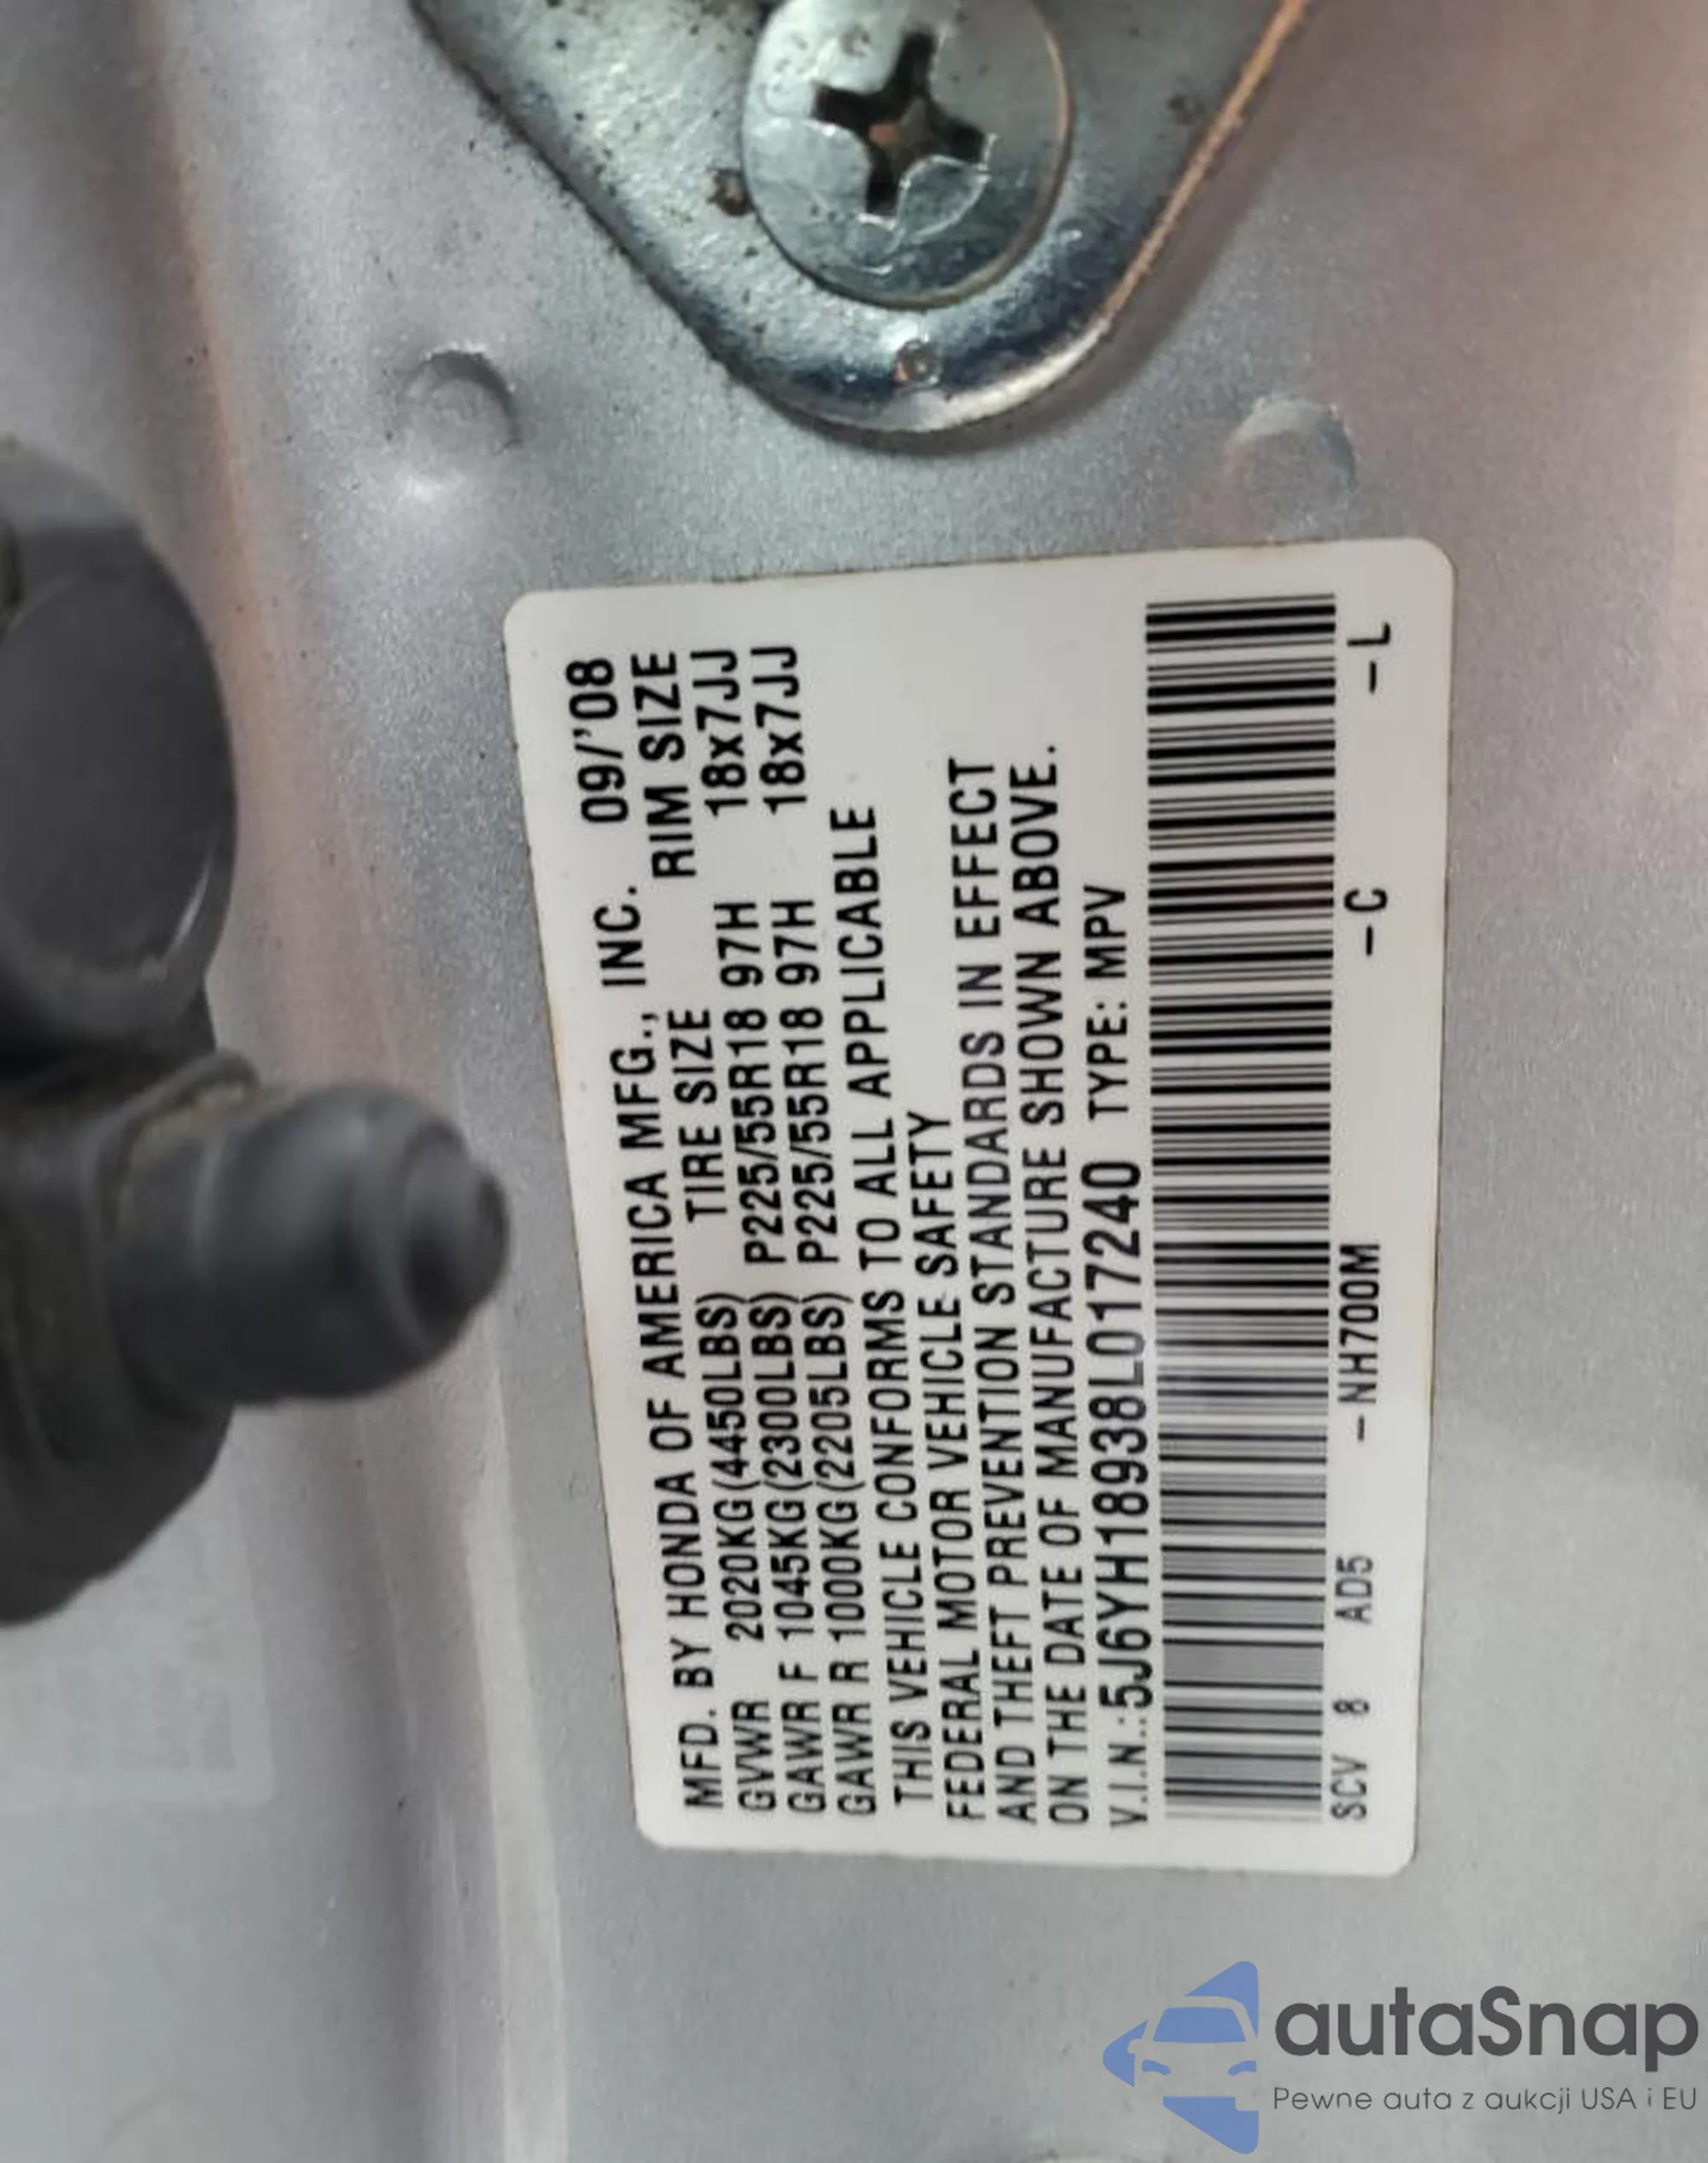 MFD. BY HONDA OF AMERICA MFG., INC. 09/'08
TIRE SIZE RIM SIZE
GVWR 2020KG(4450LBS)
GAWR F 1045KG(2300LBS) P225/55R18 97H 18x7JJ
GAWR R 1000KG(2205LBS) P225/55R18 97H 18x7JJ
THIS VEHICLE CONFORMS TO ALL APPLICABLE
FEDERAL MOTOR VEHICLE SAFETY
AND THEFT PREVENTION STANDARDS IN EFFECT
ON THE DATE OF MANUFACTURE SHOWN ABOVE.
V.I.N.:5J6YH18938L017240 TYPE: MPV
SCV 8 AD5 -NH700M -C -L
autaSnap
Pewne auta z aukcji USA i EU